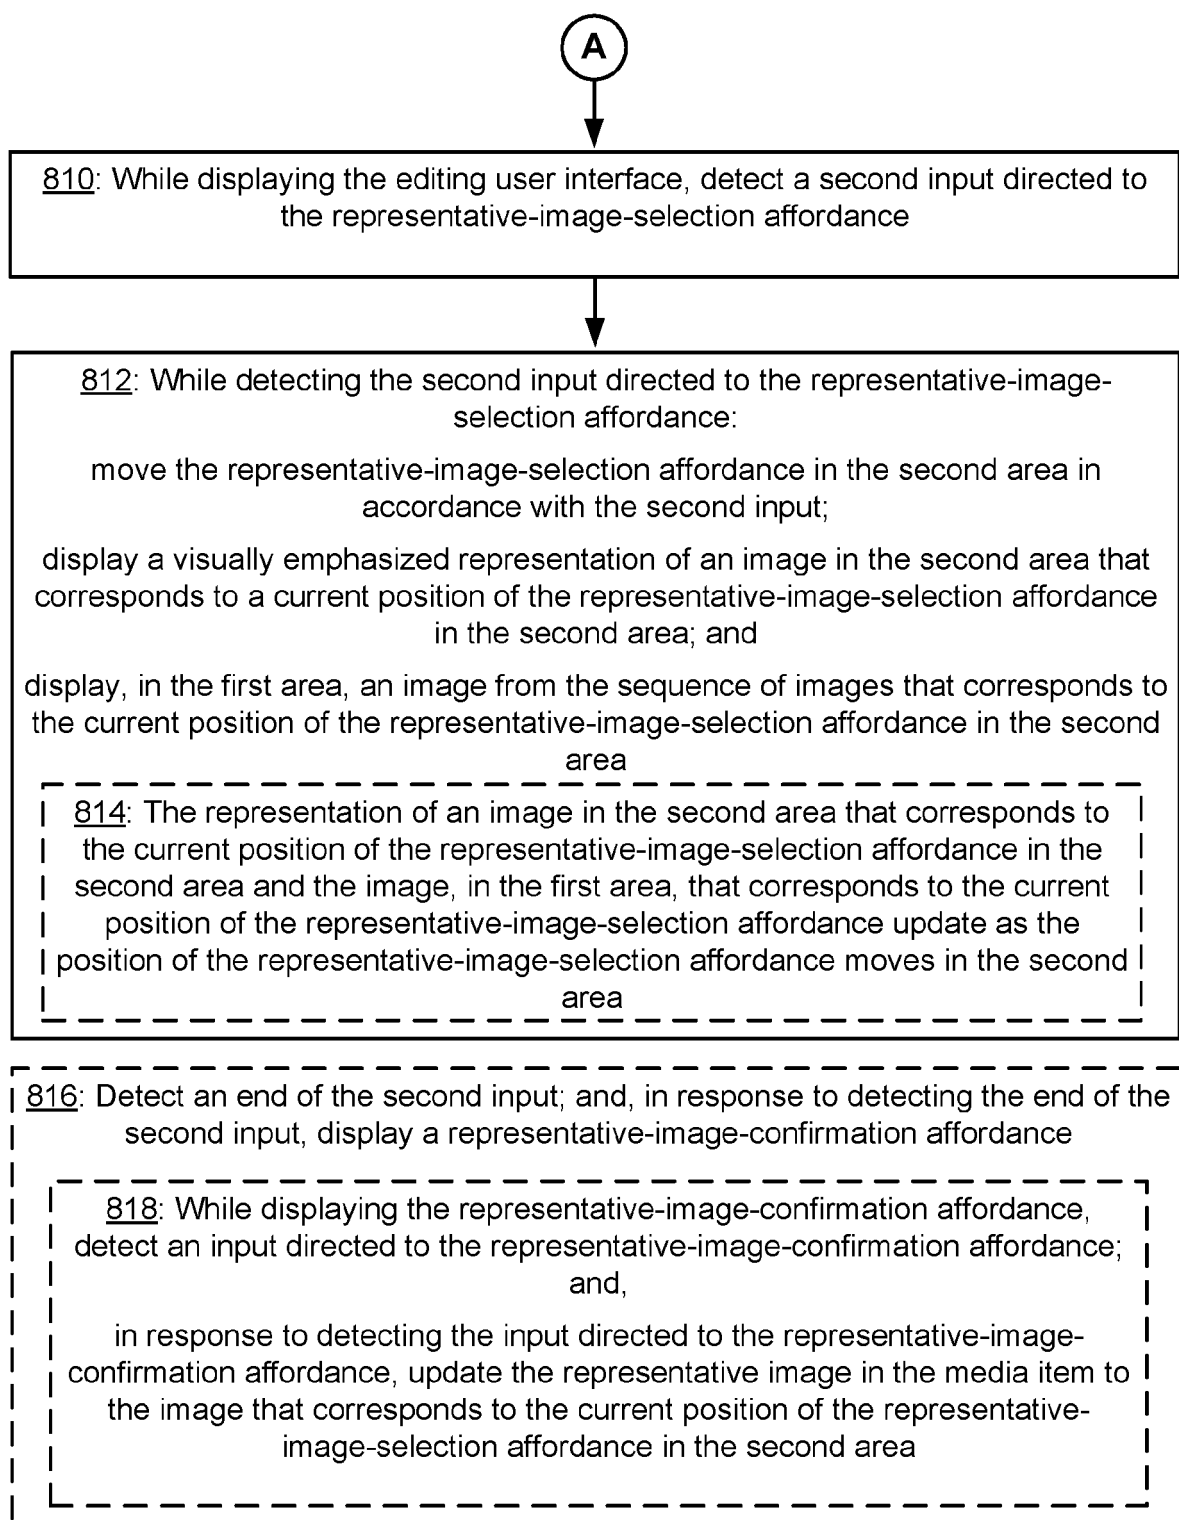 A
810: While displaying the editing user interface, detect a second input directed to
the representative-image-selection affordance
812: While detecting the second input directed to the representative-image-
selection affordance:
move the representative-image-selection affordance in the second area in
accordance with the second input;
display a visually emphasized representation of an image in the second area that
corresponds to a current position of the representative-image-selection affordance
in the second area; and
display, in the first area, an image from the sequence of images that corresponds to
the current position of the representative-image-selection affordance in the second
area
814: The representation of an image in the second area that corresponds to
the current position of the representative-image-selection affordance in the
second area and the image, in the first area, that corresponds to the current
position of the representative-image-selection affordance update as the
position of the representative-image-selection affordance moves in the second
area
816: Detect an end of the second input; and, in response to detecting the end of the
second input, display a representative-image-confirmation affordance
818: While displaying the representative-image-confirmation affordance,
detect an input directed to the representative-image-confirmation affordance;
and,
in response to detecting the input directed to the representative-image-
confirmation affordance, update the representative image in the media item to
the image that corresponds to the current position of the representative-
image-selection affordance in the second area